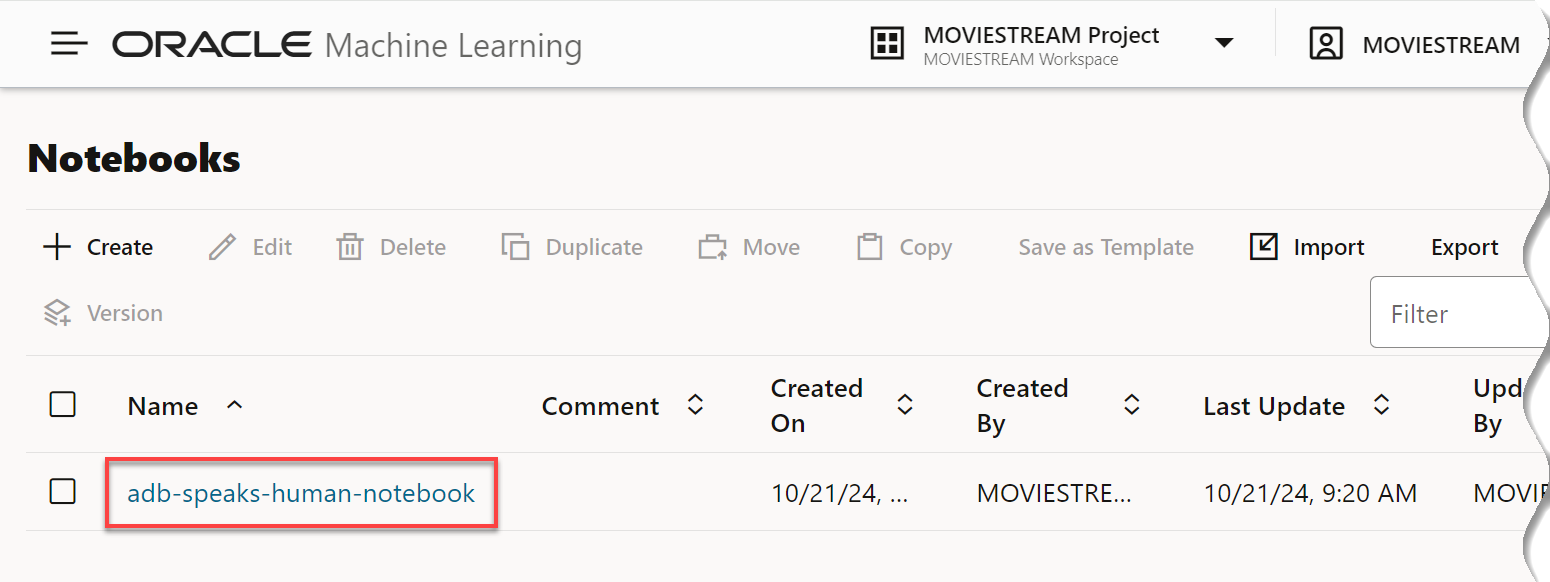 ORACLE Machine Learning
MOVIESTREAM Project
MOVIESTREAM Workspace
MOVIESTREAM
Notebooks
Create Edit Delete Duplicate Move Copy Save as Template Import Export
Version
Filter
Name Comment Created On Created By Last Update By
adb-speaks-human-notebook 10/21/24, ... MOVIESTRE... 10/21/24, 9:20 AM